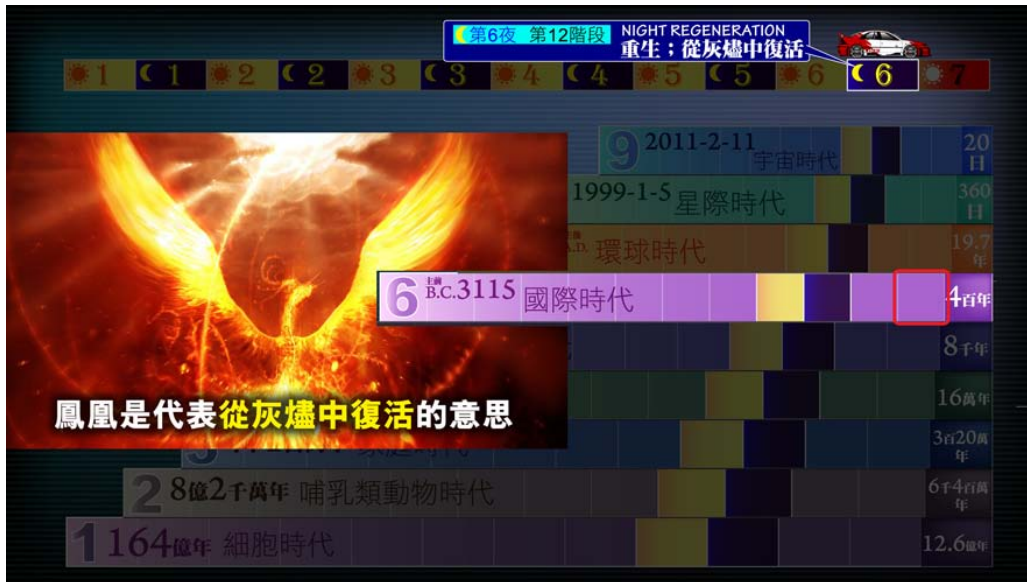 第6夜 第12階段 NIGHT REGENERATION
重生；從灰燼中復活
1 1 2 2 3 3 4 4 5 5 6 6 7
9 2011-2-11 宇宙時代 20日
1999-1-5 星際時代 360日
A.D. 環球時代 19.7年
6 主前B.C.3115 國際時代 4百年
8千年
16萬年
3百20萬年
鳳凰是代表從灰燼中復活的意思
2 8億2千萬年 哺乳類動物時代 6千4百萬年
1 164億年 細胞時代 12.6億年